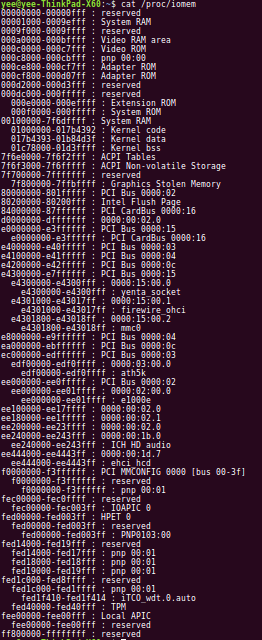 yee@yee-ThinkPad-X60:~$ cat /proc/iomem
00000000-00000fff : reserved
00001000-0009efff : System RAM
0009f000-0009ffff : reserved
000a0000-000bffff : Video RAM area
000c0000-000c7fff : Video ROM
000c8000-000cbfff : pnp 00:00
000ce800-000cf7ff : Adapter ROM
000cf800-000d07ff : Adapter ROM
000d2000-000d3fff : reserved
000dc000-000fffff : reserved
000e0000-000effff : Extension ROM
000f0000-000fffff : System ROM
00100000-7f6dffff : System RAM
01000000-017b4392 : Kernel code
017b4393-01b84d3f : Kernel data
01c78000-01d3ffff : Kernel bss
7f6e0000-7f6f2fff : ACPI Tables
7f6f3000-7f6fffff : ACPI Non-volatile Storage
7f700000-7fffffff : reserved
7f800000-7ffbffff : Graphics Stolen Memory
80000000-801fffff : PCI Bus 0000:02
80200000-80200fff : Intel Flush Page
84000000-87ffffff : PCI CardBus 0000:16
d0000000-dfffffff : 0000:00:02.0
e0000000-e3ffffff : PCI Bus 0000:15
e0000000-e3ffffff : PCI CardBus 0000:16
e4000000-e40fffff : PCI Bus 0000:03
e4100000-e41fffff : PCI Bus 0000:04
e4200000-e42fffff : PCI Bus 0000:0c
e4300000-e7ffffff : PCI Bus 0000:15
e4300000-e4300fff : 0000:15:00.0
e4300000-e4300fff : yenta_socket
e4301000-e43017ff : 0000:15:00.1
e4301000-e43017ff : firewire_ohci
e4301800-e43018ff : 0000:15:00.2
e4301800-e43018ff : mmc0
e8000000-e9ffffff : PCI Bus 0000:04
ea000000-ebffffff : PCI Bus 0000:0c
ec000000-edffffff : PCI Bus 0000:03
edf00000-edf0ffff : 0000:03:00.0
edf00000-edf0ffff : ath5k
ee000000-ee0fffff : PCI Bus 0000:02
ee000000-ee01ffff : 0000:02:00.0
ee000000-ee01ffff : e1000e
ee100000-ee17ffff : 0000:00:02.0
ee180000-ee1fffff : 0000:00:02.1
ee200000-ee23ffff : 0000:00:02.0
ee240000-ee243fff : 0000:00:1b.0
ee240000-ee243fff : ICH HD audio
ee444000-ee4443ff : 0000:00:1d.7
ee444000-ee4443ff : ehci_hcd
f0000000-f3ffffff : PCI MMCONFIG 0000 [bus 00-3f]
f0000000-f3ffffff : reserved
f0000000-f3ffffff : pnp 00:01
fec00000-fec0ffff : reserved
fec00000-fec003ff : IOAPIC 0
fed00000-fed003ff : HPET 0
fed00000-fed003ff : reserved
fed00000-fed003ff : PNP0103:00
fed14000-fed19fff : reserved
fed14000-fed17fff : pnp 00:01
fed18000-fed18fff : pnp 00:01
fed19000-fed19fff : pnp 00:01
fed1c000-fed8ffff : reserved
fed1c000-fed1ffff : pnp 00:01
fed1f410-fed1f414 : iTCO_wdt.0.auto
fed40000-fed40fff : TPM
fee00000-fee00fff : Local APIC
fee00000-fee00fff : reserved
ff800000-ffffffff : reserved